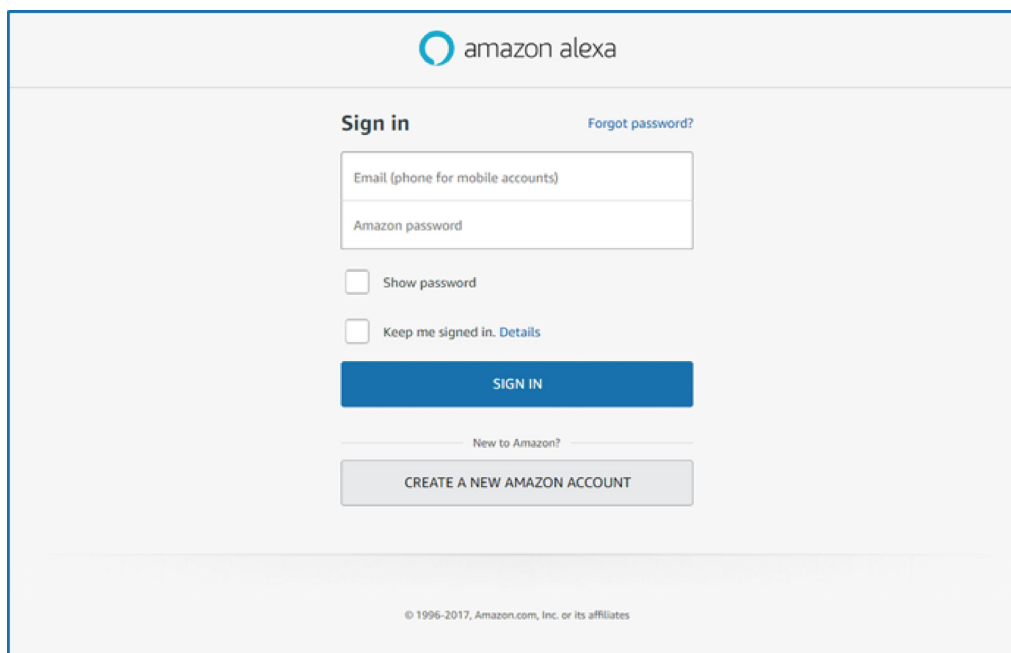 amazon alexa
Sign in
Forgot password?
Email (phone for mobile accounts)
Amazon password
Show password
Keep me signed in. Details
SIGN IN
New to Amazon?
CREATE A NEW AMAZON ACCOUNT
© 1996-2017, Amazon.com, Inc. or its affiliates